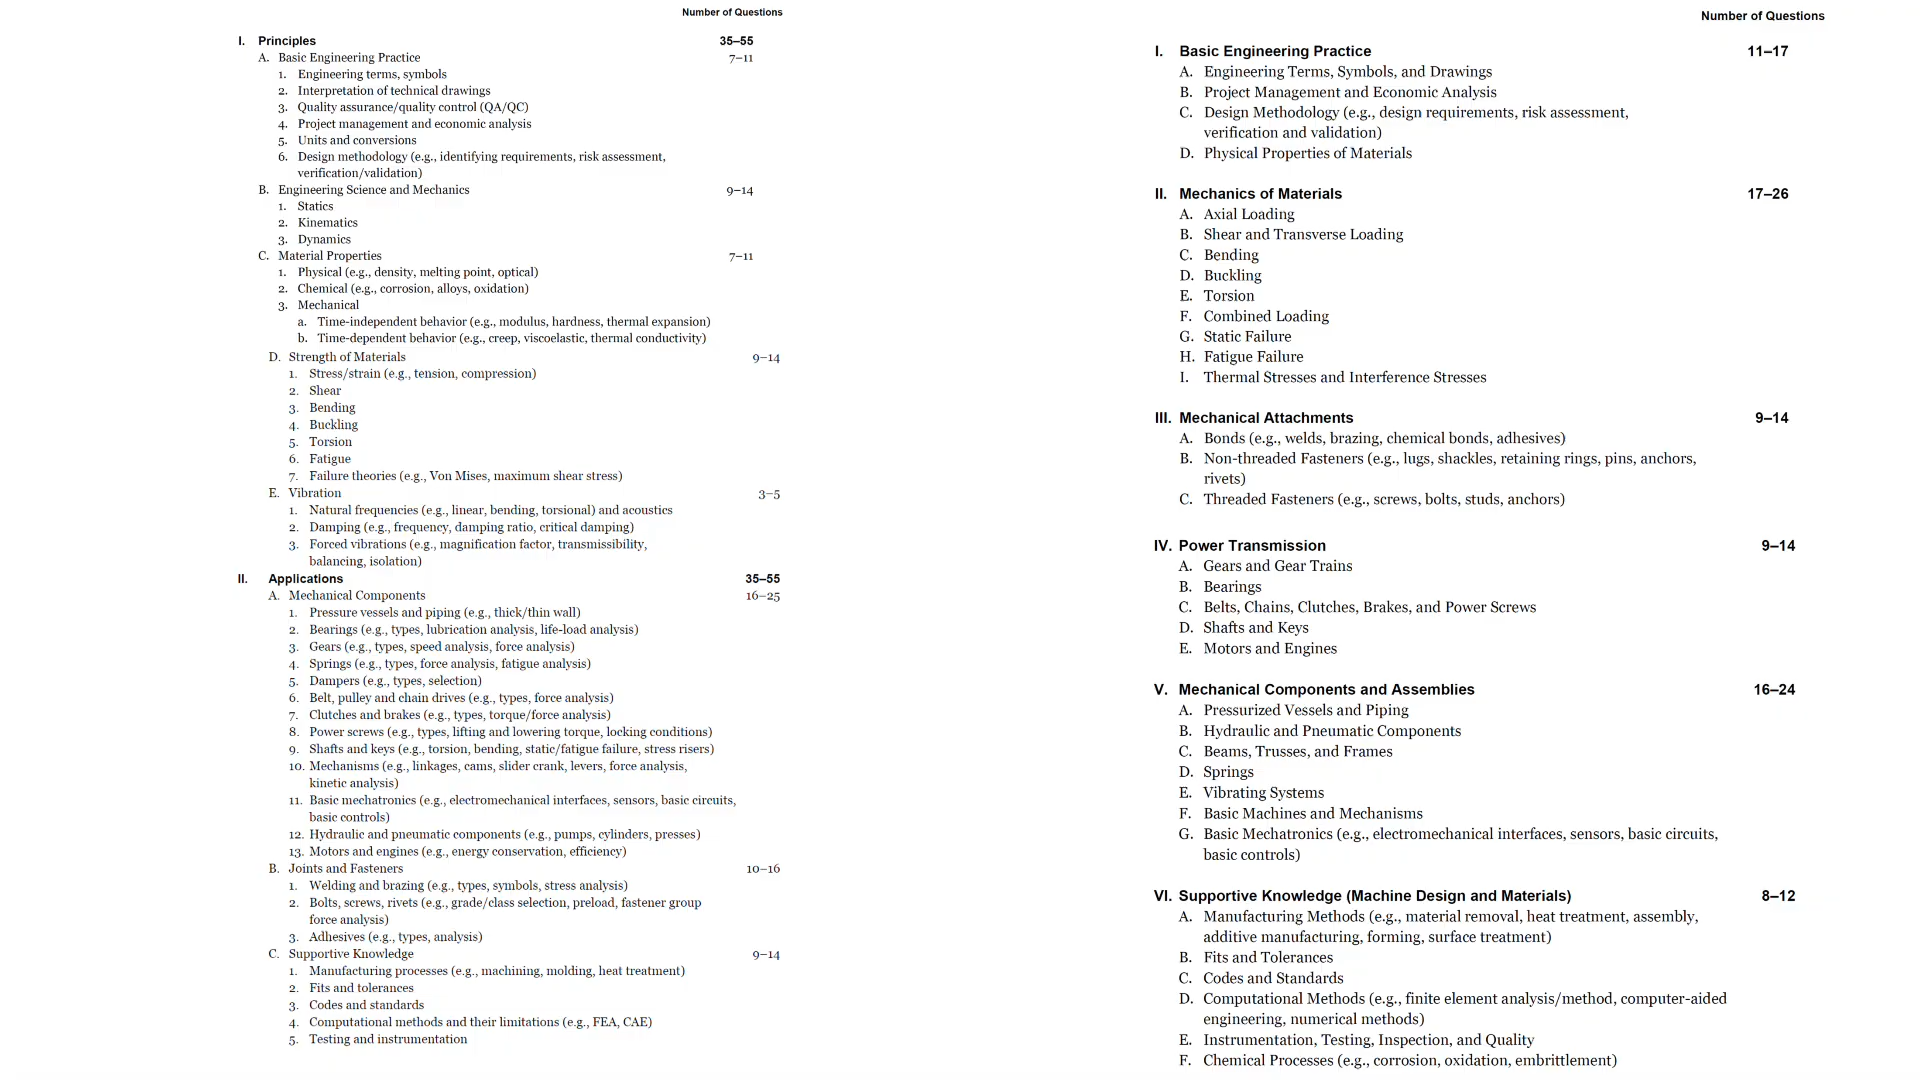 Number of Questions
I. Principles 35–55
A. Basic Engineering Practice 7–11
1. Engineering terms, symbols
2. Interpretation of technical drawings
3. Quality assurance/quality control (QA/QC)
4. Project management and economic analysis
5. Units and conversions
6. Design methodology (e.g., identifying requirements, risk assessment,
verification/validation)
B. Engineering Science and Mechanics 9–14
1. Statics
2. Kinematics
3. Dynamics
C. Material Properties 7–11
1. Physical (e.g., density, melting point, optical)
2. Chemical (e.g., corrosion, alloys, oxidation)
3. Mechanical
a. Time-independent behavior (e.g., modulus, hardness, thermal expansion)
b. Time-dependent behavior (e.g., creep, viscoelastic, thermal conductivity)
D. Strength of Materials 9–14
1. Stress/strain (e.g., tension, compression)
2. Shear
3. Bending
4. Buckling
5. Torsion
6. Fatigue
7. Failure theories (e.g., Von Mises, maximum shear stress)
E. Vibration 3–5
1. Natural frequencies (e.g., linear, bending, torsional) and acoustics
2. Damping (e.g., frequency, damping ratio, critical damping)
3. Forced vibrations (e.g., magnification factor, transmissibility,
balancing, isolation)
II. Applications 35–55
A. Mechanical Components 16–25
1. Pressure vessels and piping (e.g., thick/thin wall)
2. Bearings (e.g., types, lubrication analysis, life-load analysis)
3. Gears (e.g., types, speed analysis, force analysis)
4. Springs (e.g., types, force analysis, fatigue analysis)
5. Dampers (e.g., types, selection)
6. Belt, pulley and chain drives (e.g., types, force analysis)
7. Clutches and brakes (e.g., types, torque/force analysis)
8. Power screws (e.g., types, lifting and lowering torque, locking conditions)
9. Shafts and keys (e.g., torsion, bending, static/fatigue failure, stress risers)
10. Mechanisms (e.g., linkages, cams, slider crank, levers, force analysis,
kinetic analysis)
11. Basic mechatronics (e.g., electromechanical interfaces, sensors, basic circuits,
basic controls)
12. Hydraulic and pneumatic components (e.g., pumps, cylinders, presses)
13. Motors and engines (e.g., energy conservation, efficiency)
B. Joints and Fasteners 10–16
1. Welding and brazing (e.g., types, symbols, stress analysis)
2. Bolts, screws, rivets (e.g., grade/class selection, preload, fastener group
force analysis)
3. Adhesives (e.g., types, analysis)
C. Supportive Knowledge 9–14
1. Manufacturing processes (e.g., machining, molding, heat treatment)
2. Fits and tolerances
3. Codes and standards
4. Computational methods and their limitations (e.g., FEA, CAE)
5. Testing and instrumentation
Number of Questions
I. Basic Engineering Practice 11–17
A. Engineering Terms, Symbols, and Drawings
B. Project Management and Economic Analysis
C. Design Methodology (e.g., design requirements, risk assessment,
verification and validation)
D. Physical Properties of Materials
II. Mechanics of Materials 17–26
A. Axial Loading
B. Shear and Transverse Loading
C. Bending
D. Buckling
E. Torsion
F. Combined Loading
G. Static Failure
H. Fatigue Failure
I. Thermal Stresses and Interference Stresses
III. Mechanical Attachments 9–14
A. Bonds (e.g., welds, brazing, chemical bonds, adhesives)
B. Non-threaded Fasteners (e.g., lugs, shackles, retaining rings, pins, anchors,
rivets)
C. Threaded Fasteners (e.g., screws, bolts, studs, anchors)
IV. Power Transmission 9–14
A. Gears and Gear Trains
B. Bearings
C. Belts, Chains, Clutches, Brakes, and Power Screws
D. Shafts and Keys
E. Motors and Engines
V. Mechanical Components and Assemblies 16–24
A. Pressurized Vessels and Piping
B. Hydraulic and Pneumatic Components
C. Beams, Trusses, and Frames
D. Springs
E. Vibrating Systems
F. Basic Machines and Mechanisms
G. Basic Mechatronics (e.g., electromechanical interfaces, sensors, basic circuits,
basic controls)
VI. Supportive Knowledge (Machine Design and Materials) 8–12
A. Manufacturing Methods (e.g., material removal, heat treatment, assembly,
additive manufacturing, forming, surface treatment)
B. Fits and Tolerances
C. Codes and Standards
D. Computational Methods (e.g., finite element analysis/method, computer-aided
engineering, numerical methods)
E. Instrumentation, Testing, Inspection, and Quality
F. Chemical Processes (e.g., corrosion, oxidation, embrittlement)